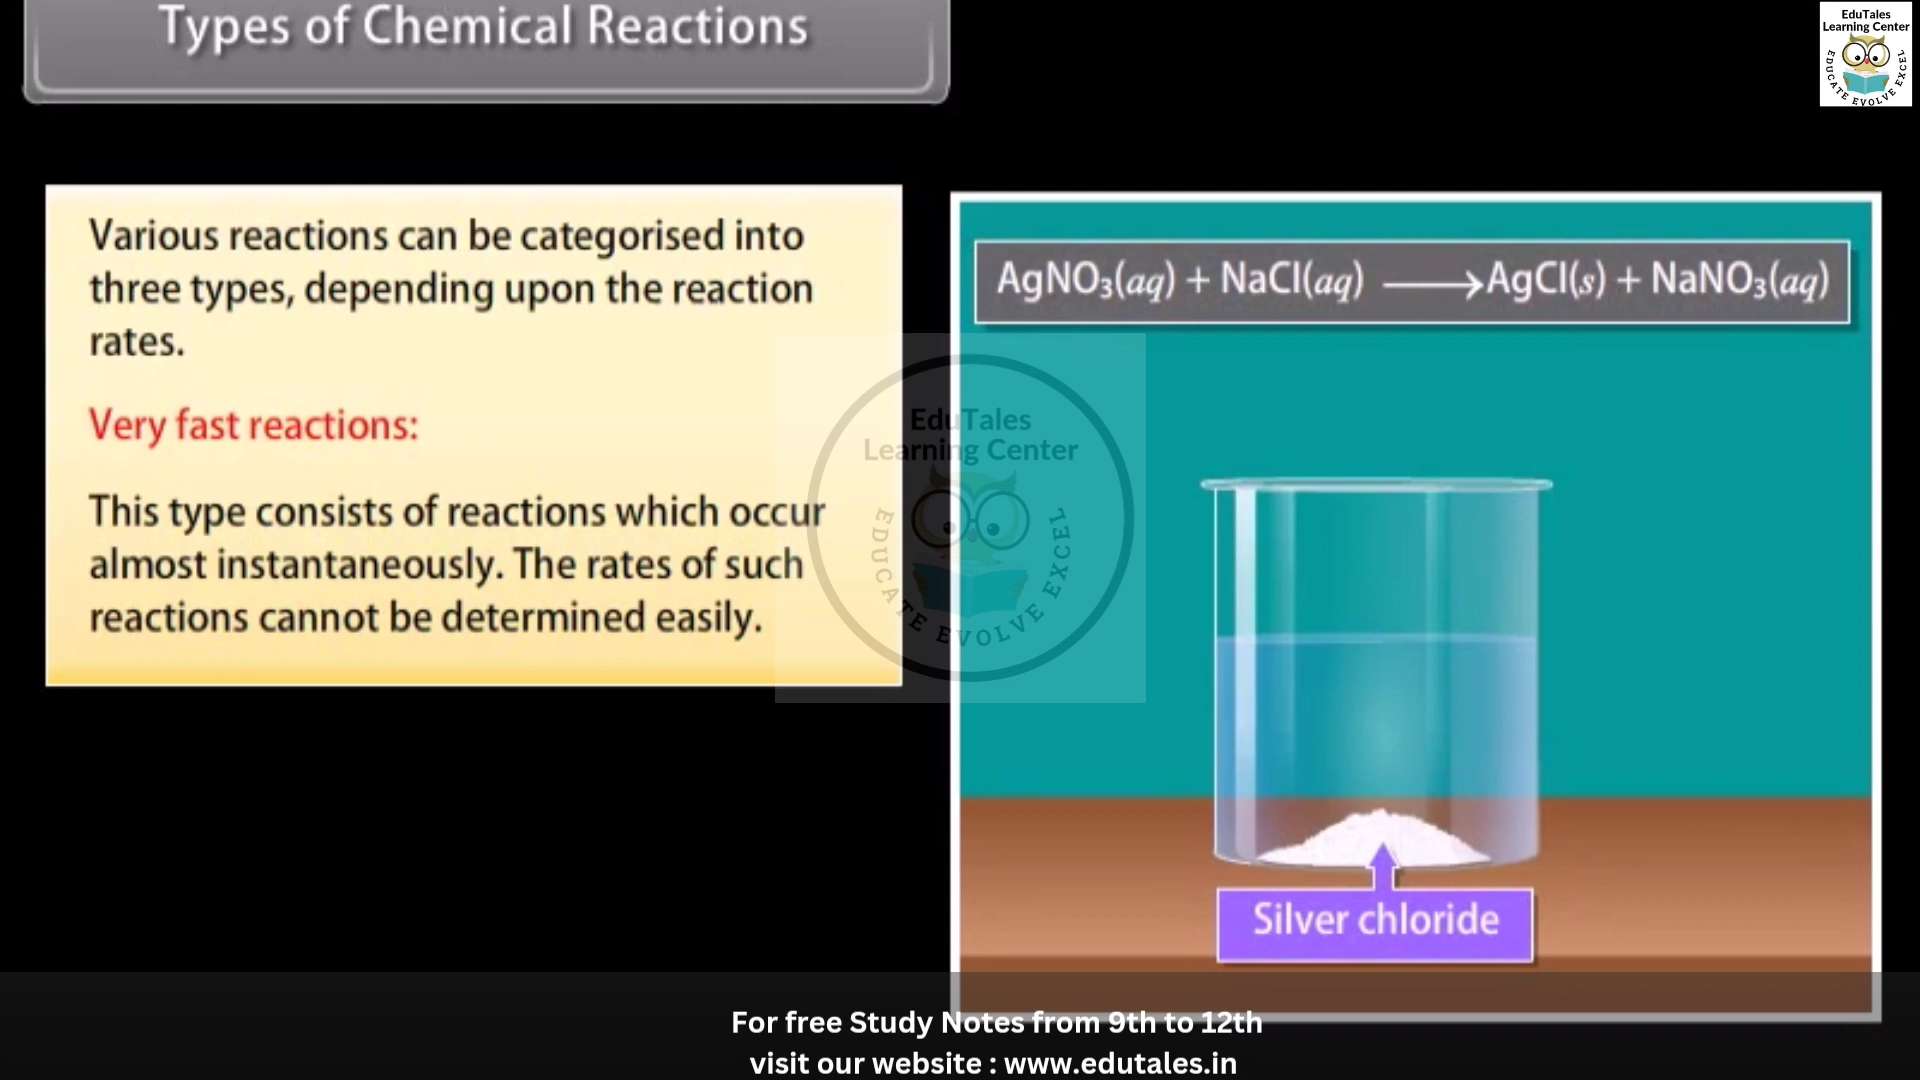 Types of Chemical Reactions
EduTales
Learning Center
EDUCATE EVOLVE EXCEL
Various reactions can be categorised into
three types, depending upon the reaction
rates.
Very fast reactions:
This type consists of reactions which occur
almost instantaneously. The rates of such
reactions cannot be determined easily.
AgNO₃(aq) + NaCl(aq) ⟶ AgCl(s) + NaNO₃(aq)
EduTales
Learning Center
EDUCATE EVOLVE EXCEL
Silver chloride
For free Study Notes from 9th to 12th
visit our website : www.edutales.in